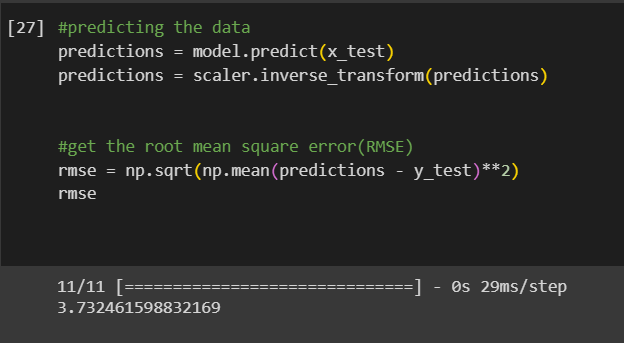 [27] #predicting the data
predictions = model.predict(x_test)
predictions = scaler.inverse_transform(predictions)
#get the root mean square error(RMSE)
rmse = np.sqrt(np.mean(predictions - y_test)**2)
rmse
11/11 [==============================] - 0s 29ms/step
3.732461598832169